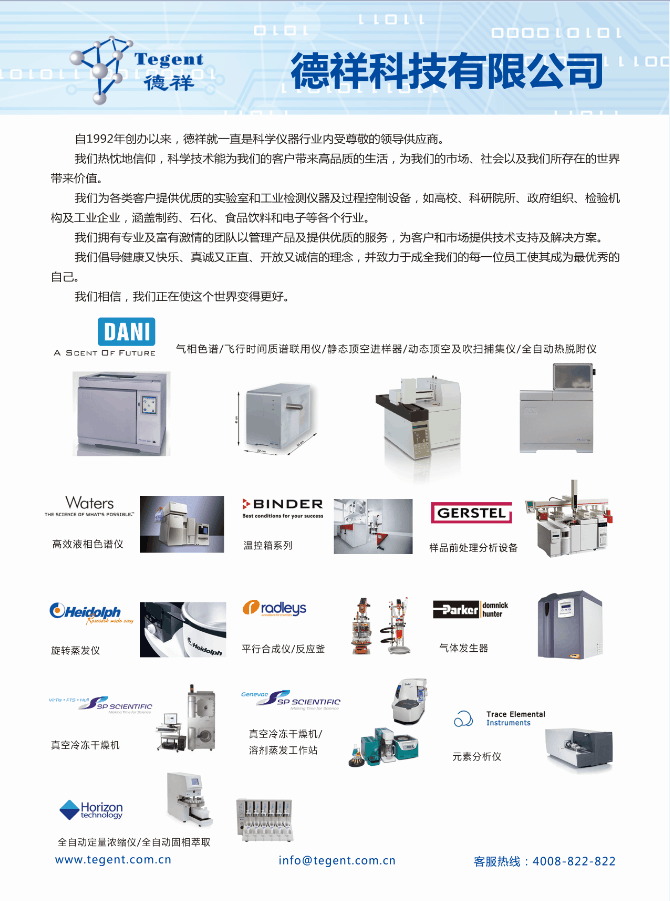 01011
11011
00001010101
1010110
101
Tegent
德祥
德祥科技有限公司
自1992年创办以来，德祥就一直是科学仪器行业内受尊敬的领导供应商。
我们热忱地信仰，科学技术能为我们的客户带来高品质的生活，为我们的市场、社会以及我们所存在的世界
带来价值。
我们为各类客户提供优质的实验室和工业检测仪器及过程控制设备，如高校、科研院所、政府组织、检验机
构及工业企业，涵盖制药、石化、食品饮料和电子等各个行业。
我们拥有专业及富有激情的团队以管理产品及提供优质的服务，为客户和市场提供技术支持及解决方案。
我们倡导健康又快乐、真诚又正直、开放又诚信的理念，并致力于成全我们的每一位员工使其成为最优秀的
自己。
我们相信，我们正在使这个世界变得更好。
DANI
A SCENT OF FUTURE
气相色谱/飞行时间质谱联用仪/静态顶空进样器/动态顶空及吹扫捕集仪/全自动热脱附仪
Waters
THE SCIENCE OF WHAT'S POSSIBLE.™
高效液相色谱仪
BINDER
Best conditions for your success
温控箱系列
GERSTEL
样品前处理分析设备
Heidolph
Research made easy
旋转蒸发仪
Heidolph
radleys
平行合成仪/反应釜
Parker
domnick
hunter
气体发生器
SP SCIENTIFIC
真空冷冻干燥机
Genevac
SP SCIENTIFIC
真空冷冻干燥机/
溶剂蒸发工作站
Trace Elemental
Instruments
元素分析仪
Horizon
technology
全自动定量浓缩仪/全自动固相萃取
www.tegent.com.cn
info@tegent.com.cn
客服热线：4008-822-822